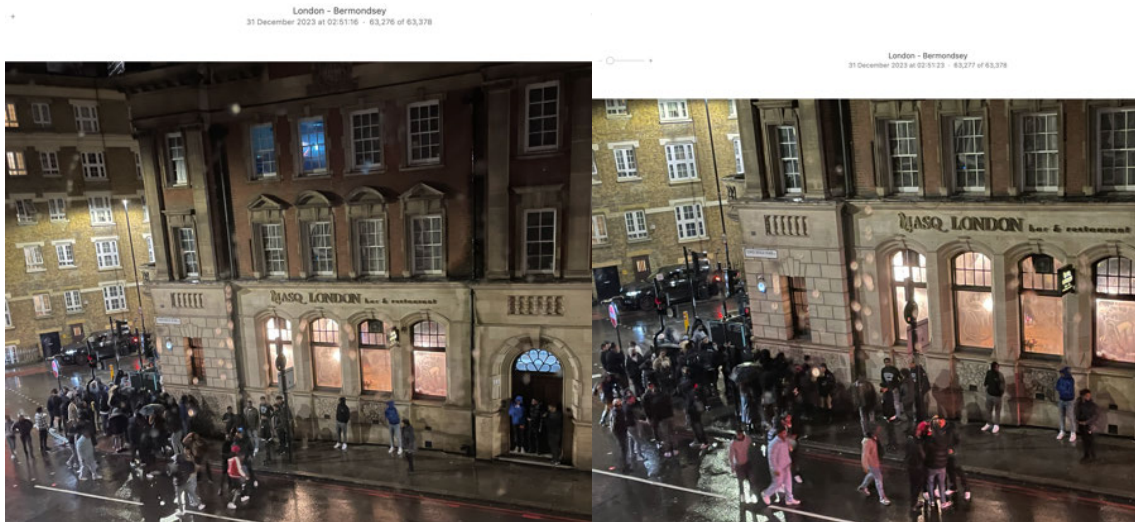 London - Bermondsey
31 December 2023 at 02:51:16 · 63,276 of 63,378
MASQ LONDON bar & restaurant
London - Bermondsey
31 December 2023 at 02:51:23 · 63,277 of 63,378
MASQ LONDON bar & restaurant